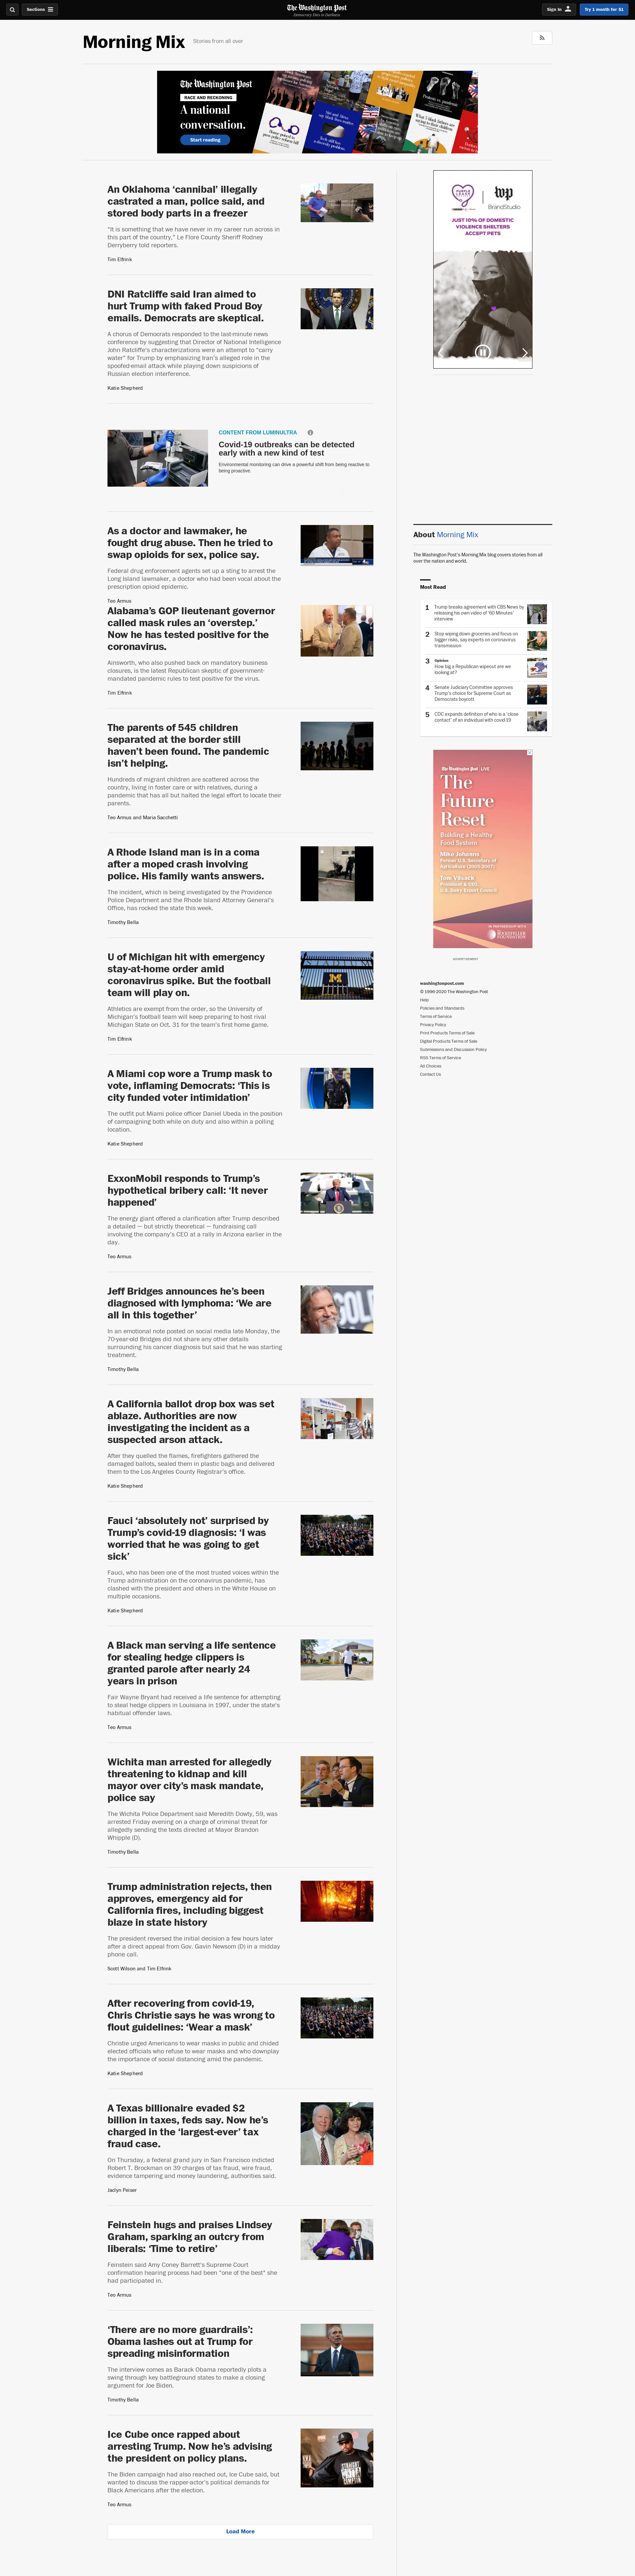 Sections
The Washington Post
Democracy Dies in Darkness
Sign In
Try 1 month for $1
Morning Mix
Stories from all over
The Washington Post
RACE AND RECKONING
A national
conversation.
Start reading
An Oklahoma ‘cannibal’ illegally
castrated a man, police said, and
stored body parts in a freezer
“It is something that we have never in my career run across in
this part of the country,” Le Flore County Sheriff Rodney
Derryberry told reporters.
Tim Elfrink
DNI Ratcliffe said Iran aimed to
hurt Trump with faked Proud Boy
emails. Democrats are skeptical.
A chorus of Democrats responded to the last-minute news
conference by suggesting that Director of National Intelligence
John Ratcliffe’s characterizations were an attempt to “carry
water” for Trump by emphasizing Iran’s alleged role in the
spoofed-email attack while playing down suspicions of
Russian election interference.
Katie Shepherd
CONTENT FROM LUMINULTRA
Covid-19 outbreaks can be detected
early with a new kind of test
Environmental monitoring can drive a powerful shift from being reactive to
being proactive.
As a doctor and lawmaker, he
fought drug abuse. Then he tried to
swap opioids for sex, police say.
Federal drug enforcement agents set up a sting to arrest the
Long Island lawmaker, a doctor who had been vocal about the
prescription opioid epidemic.
Teo Armus
Alabama’s GOP lieutenant governor
called mask rules an ‘overstep.’
Now he has tested positive for the
coronavirus.
Ainsworth, who also pushed back on mandatory business
closures, is the latest Republican skeptic of government-
mandated pandemic rules to test positive for the virus.
Tim Elfrink
The parents of 545 children
separated at the border still
haven’t been found. The pandemic
isn’t helping.
Hundreds of migrant children are scattered across the
country, living in foster care or with relatives, during a
pandemic that has all but halted the legal effort to locate their
parents.
Teo Armus and Maria Sacchetti
A Rhode Island man is in a coma
after a moped crash involving
police. His family wants answers.
The incident, which is being investigated by the Providence
Police Department and the Rhode Island Attorney General’s
Office, has rocked the state this week.
Timothy Bella
U of Michigan hit with emergency
stay-at-home order amid
coronavirus spike. But the football
team will play on.
Athletes are exempt from the order, so the University of
Michigan’s football team will keep preparing to host rival
Michigan State on Oct. 31 for the team’s first home game.
Tim Elfrink
A Miami cop wore a Trump mask to
vote, inflaming Democrats: ‘This is
city funded voter intimidation’
The outfit put Miami police officer Daniel Ubeda in the position
of campaigning both while on duty and also within a polling
location.
Katie Shepherd
ExxonMobil responds to Trump’s
hypothetical bribery call: ‘It never
happened’
The energy giant offered a clarification after Trump described
a detailed — but strictly theoretical — fundraising call
involving the company’s CEO at a rally in Arizona earlier in the
day.
Teo Armus
Jeff Bridges announces he’s been
diagnosed with lymphoma: ‘We are
all in this together’
In an emotional note posted on social media late Monday, the
70-year-old Bridges did not share any other details
surrounding his cancer diagnosis but said that he was starting
treatment.
Timothy Bella
A California ballot drop box was set
ablaze. Authorities are now
investigating the incident as a
suspected arson attack.
After they quelled the flames, firefighters gathered the
damaged ballots, sealed them in plastic bags and delivered
them to the Los Angeles County Registrar’s office.
Katie Shepherd
Fauci ‘absolutely not’ surprised by
Trump’s covid-19 diagnosis: ‘I was
worried that he was going to get
sick’
Fauci, who has been one of the most trusted voices within the
Trump administration on the coronavirus pandemic, has
clashed with the president and others in the White House on
multiple occasions.
Katie Shepherd
A Black man serving a life sentence
for stealing hedge clippers is
granted parole after nearly 24
years in prison
Fair Wayne Bryant had received a life sentence for attempting
to steal hedge clippers in Louisiana in 1997, under the state’s
habitual offender laws.
Teo Armus
Wichita man arrested for allegedly
threatening to kidnap and kill
mayor over city’s mask mandate,
police say
The Wichita Police Department said Meredith Dowty, 59, was
arrested Friday evening on a charge of criminal threat for
allegedly sending the texts directed at Mayor Brandon
Whipple (D).
Timothy Bella
Trump administration rejects, then
approves, emergency aid for
California fires, including biggest
blaze in state history
The president reversed the initial decision a few hours later
after a direct appeal from Gov. Gavin Newsom (D) in a midday
phone call.
Scott Wilson and Tim Elfrink
After recovering from covid-19,
Chris Christie says he was wrong to
flout guidelines: ‘Wear a mask’
Christie urged Americans to wear masks in public and chided
elected officials who refuse to wear masks and who downplay
the importance of social distancing amid the pandemic.
Katie Shepherd
A Texas billionaire evaded $2
billion in taxes, feds say. Now he’s
charged in the ‘largest-ever’ tax
fraud case.
On Thursday, a federal grand jury in San Francisco indicted
Robert T. Brockman on 39 charges of tax fraud, wire fraud,
evidence tampering and money laundering, authorities said.
Jaclyn Peiser
Feinstein hugs and praises Lindsey
Graham, sparking an outcry from
liberals: ‘Time to retire’
Feinstein said Amy Coney Barrett’s Supreme Court
confirmation hearing process had been “one of the best” she
had participated in.
Teo Armus
‘There are no more guardrails’:
Obama lashes out at Trump for
spreading misinformation
The interview comes as Barack Obama reportedly plots a
swing through key battleground states to make a closing
argument for Joe Biden.
Timothy Bella
Ice Cube once rapped about
arresting Trump. Now he’s advising
the president on policy plans.
The Biden campaign had also reached out, Ice Cube said, but
wanted to discuss the rapper-actor’s political demands for
Black Americans after the election.
Teo Armus
Load More
PURPLE LEASH
wp
BrandStudio
JUST 10% OF DOMESTIC
VIOLENCE SHELTERS
ACCEPT PETS
About Morning Mix
The Washington Post’s Morning Mix blog covers stories from all
over the nation and world.
Most Read
1 Trump breaks agreement with CBS News by
releasing his own video of ‘60 Minutes’
interview
2 Stop wiping down groceries and focus on
bigger risks, say experts on coronavirus
transmission
3 Opinion
How big a Republican wipeout are we
looking at?
4 Senate Judiciary Committee approves
Trump’s choice for Supreme Court as
Democrats boycott
5 CDC expands definition of who is a ‘close
contact’ of an individual with covid-19
The Washington Post LIVE
The
Future
Reset
Building a Healthy
Food System
Mike Johanns
Former U.S. Secretary of
Agriculture (2005-2007)
Tom Vilsack
President & CEO,
U.S. Dairy Export Council
IN PARTNERSHIP WITH
THE
ROCKEFELLER
FOUNDATION
ADVERTISEMENT
washingtonpost.com
© 1996-2020 The Washington Post
Help
Policies and Standards
Terms of Service
Privacy Policy
Print Products Terms of Sale
Digital Products Terms of Sale
Submissions and Discussion Policy
RSS Terms of Service
Ad Choices
Contact Us